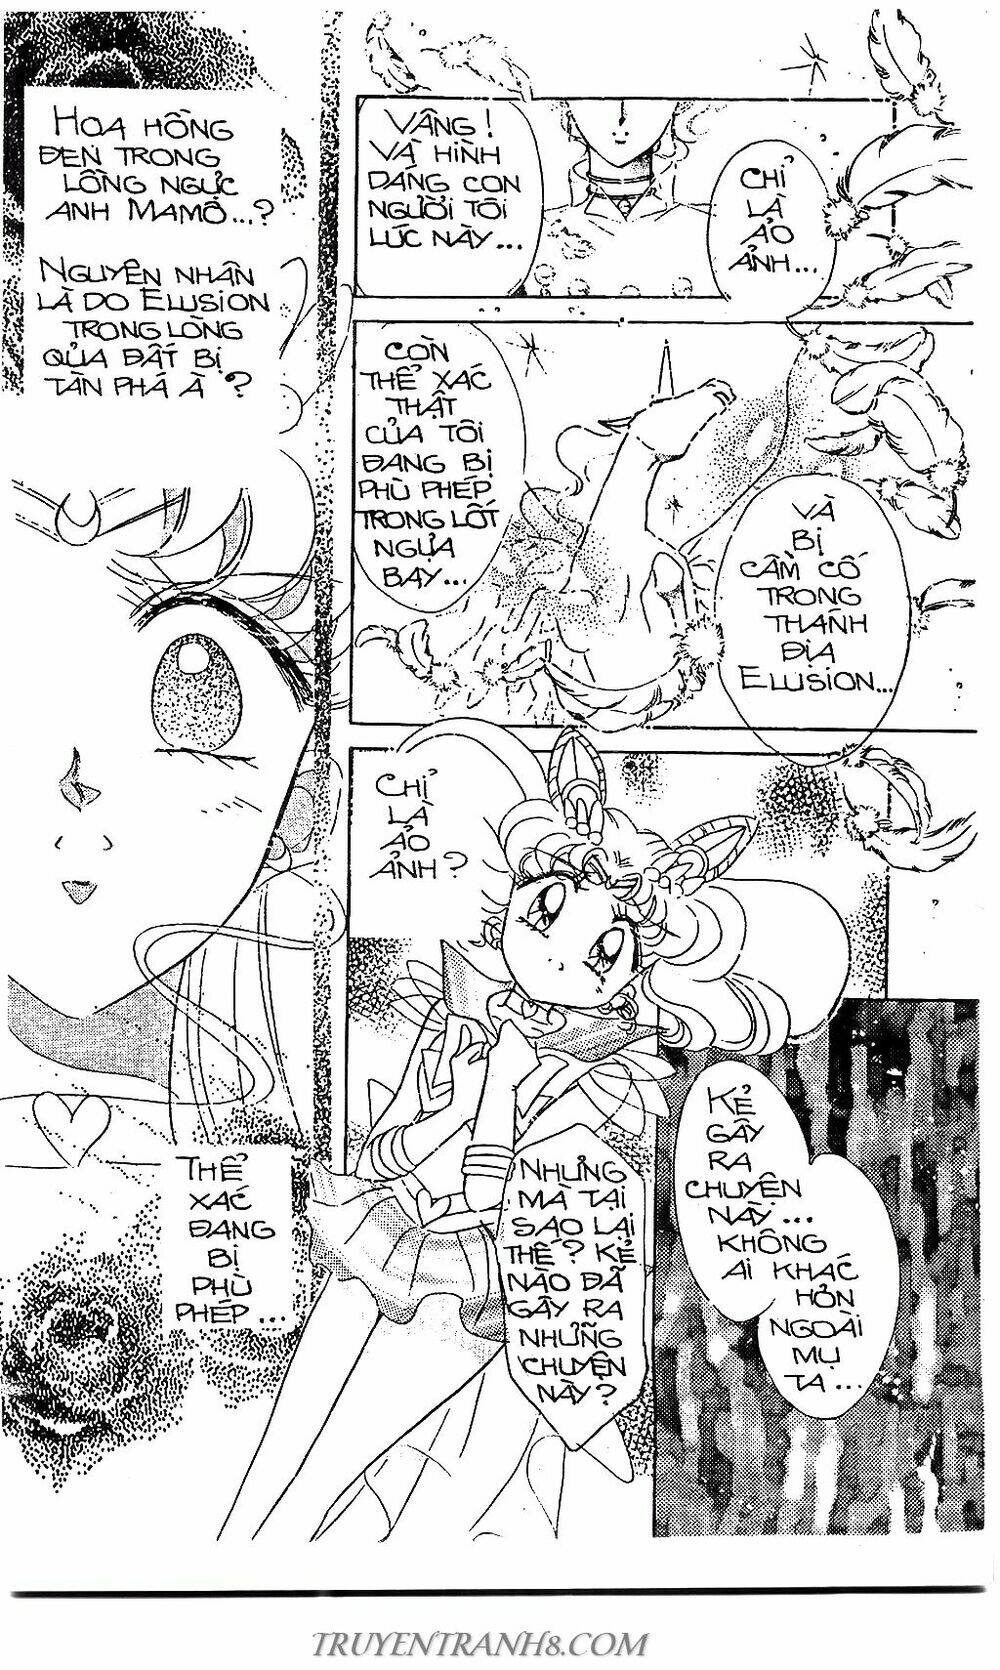 HOA HỒNG
ĐEN TRONG
LỒNG NGỰC
ANH MAMO...?
NGUYÊN NHÂN
LÀ DO ELUSION
TRONG LÒNG
QỦA ĐẤT BỊ
TÀN PHÁ À ?
VÂNG !
VÀ HÌNH
DẠNG CON
NGƯỜI TÔI
LÚC NÀY...
CHỈ
LÀ
ẢO
ẢNH...
CÒN
THỂ XÁC
THẬT
CỦA TÔI
ĐANG BỊ
PHÙ PHÉP
TRONG LỐT
NGỰA
BAY...
VÀ
BỊ
CẦM CỐ
TRONG
THÁNH
ĐỊA
ELUSION...
CHỈ
LÀ
ẢO
ẢNH ?
THỂ
XÁC
ĐANG
BỊ
PHÙ
PHÉP ...
NHƯNG
MÀ TẠI
SAO LẠI
THẾ ? KẺ
NÀO ĐÃ
GÂY RA
NHỮNG
CHUYỆN
NÀY ?
KẺ
GÂY
RA
CHUYỆN
NÀY ...
KHÔNG
AI KHÁC
HƠN
NGOÀI
MỤ
TA ...
TRUYENTRANH8.COM